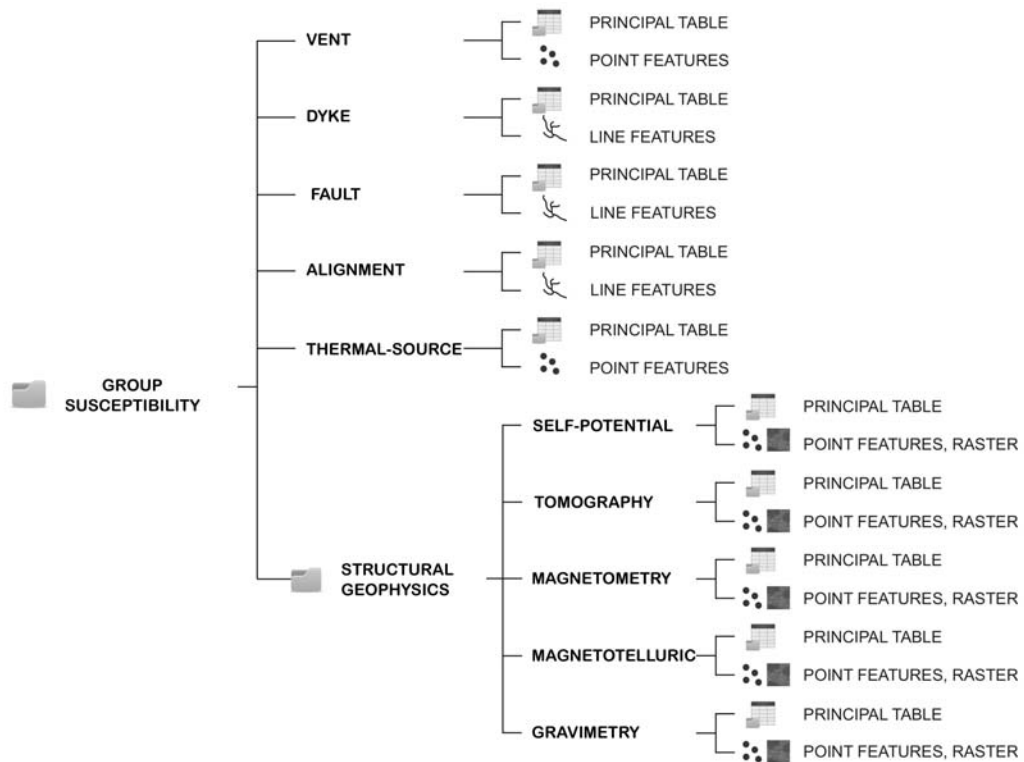 VENT
PRINCIPAL TABLE
POINT FEATURES
DYKE
PRINCIPAL TABLE
LINE FEATURES
FAULT
PRINCIPAL TABLE
LINE FEATURES
ALIGNMENT
PRINCIPAL TABLE
LINE FEATURES
THERMAL-SOURCE
PRINCIPAL TABLE
POINT FEATURES
GROUP
SUSCEPTIBILITY
STRUCTURAL
GEOPHYSICS
SELF-POTENTIAL
PRINCIPAL TABLE
POINT FEATURES, RASTER
TOMOGRAPHY
PRINCIPAL TABLE
POINT FEATURES, RASTER
MAGNETOMETRY
PRINCIPAL TABLE
POINT FEATURES, RASTER
MAGNETOTELLURIC
PRINCIPAL TABLE
POINT FEATURES, RASTER
GRAVIMETRY
PRINCIPAL TABLE
POINT FEATURES, RASTER